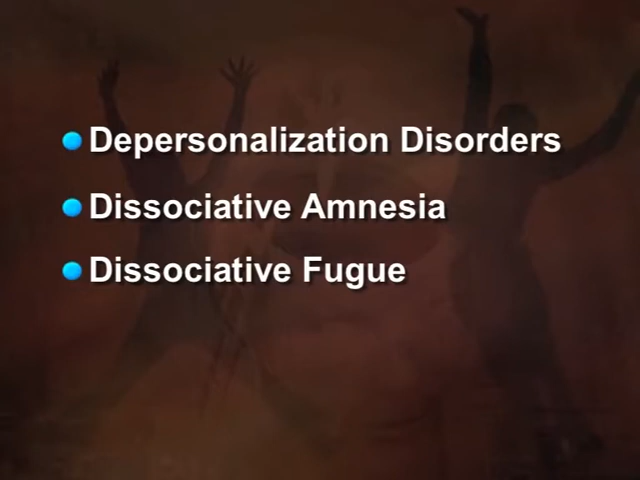 Depersonalization Disorders
Dissociative Amnesia
Dissociative Fugue